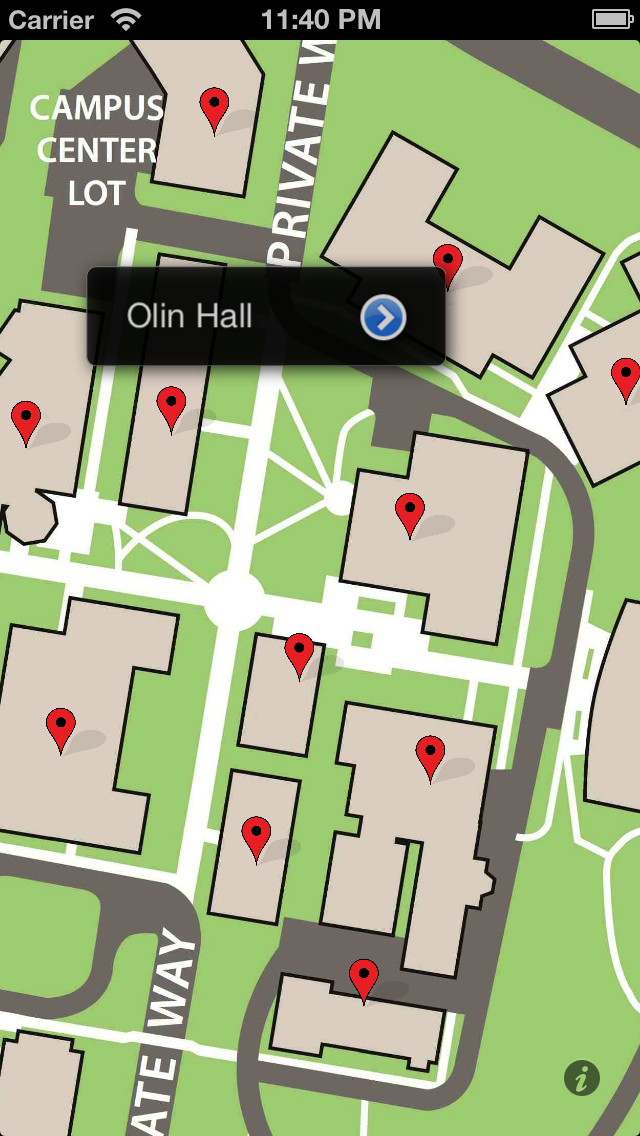 Carrier 11:40 PM
CAMPUS
CENTER
LOT
PRIVATE W
Olin Hall
ATE WAY
i